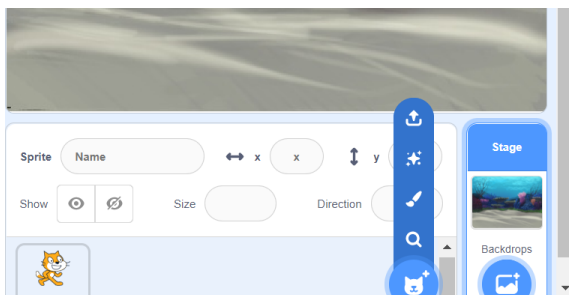 Stage
Sprite Name x x y
Show Size Direction
Backdrops